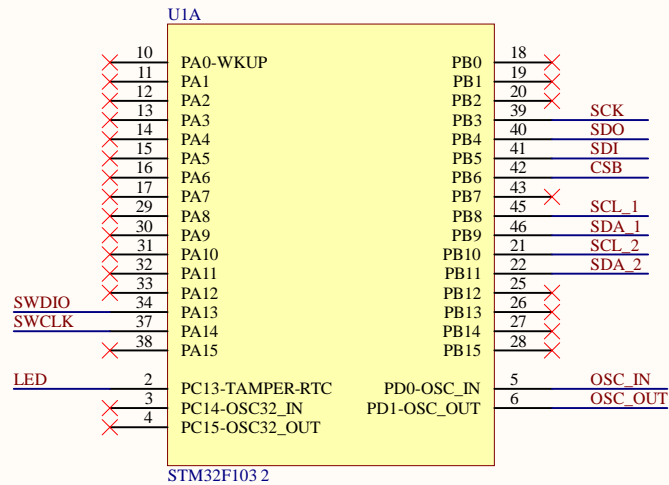 U1A
10 PA0-WKUP PB0 18
11 PA1 PB1 19
12 PA2 PB2 20
13 PA3 PB3 39 SCK
14 PA4 PB4 40 SDO
15 PA5 PB5 41 SDI
16 PA6 PB6 42 CSB
17 PA7 PB7 43
29 PA8 PB8 45 SCL_1
30 PA9 PB9 46 SDA_1
31 PA10 PB10 21 SCL_2
32 PA11 PB11 22 SDA_2
33 PA12 PB12 25
SWDIO 34 PA13 PB13 26
SWCLK 37 PA14 PB14 27
38 PA15 PB15 28
LED 2 PC13-TAMPER-RTC PD0-OSC_IN 5 OSC_IN
3 PC14-OSC32_IN PD1-OSC_OUT 6 OSC_OUT
4 PC15-OSC32_OUT
STM32F103 2